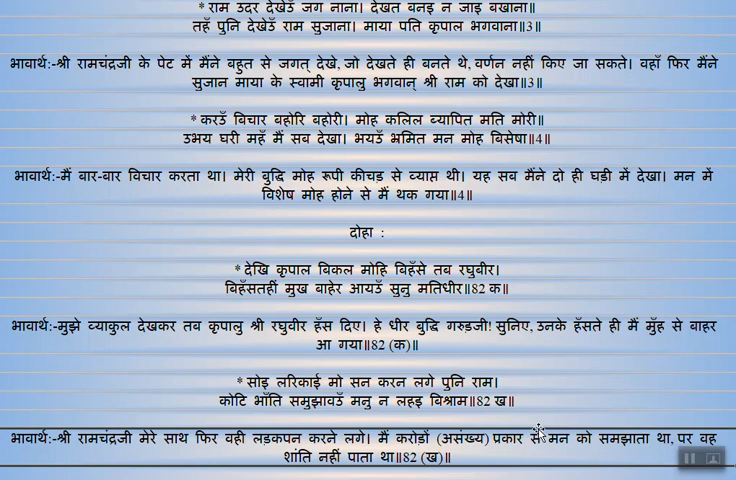 * राम उदर देखेउँ जग नाना। देखत बनइ न जाइ बखाना॥
तहँ पुनि देखेउँ राम सुजाना। माया पति कृपाल भगवाना॥3॥
भावार्थ:-श्री रामचंद्रजी के पेट में मैंने बहुत से जगत् देखे, जो देखते ही बनते थे, वर्णन नहीं किए जा सकते। वहाँ फिर मैंने
सुजान माया के स्वामी कृपालु भगवान् श्री राम को देखा॥3॥
* करउँ बिचार बहोरि बहोरी। मोह कलिल ब्यापित मति मोरी॥
उभय घरी महँ मैं सब देखा। भयउँ भ्रमित मन मोह बिसेषा॥4॥
भावार्थ:-मैं बार-बार विचार करता था। मेरी बुद्धि मोह रूपी कीचड़ से व्याप्त थी। यह सब मैंने दो ही घड़ी में देखा। मन में
विशेष मोह होने से मैं थक गया॥4॥
दोहा :
* देखि कृपाल बिकल मोहि बिहँसे तब रघुबीर।
बिहँसतहीं मुख बाहेर आयउँ सुनु मतिधीर॥82 क॥
भावार्थ:-मुझे व्याकुल देखकर तब कृपालु श्री रघुवीर हँस दिए। हे धीर बुद्धि गरुड़जी! सुनिए, उनके हँसते ही मैं मुँह से बाहर
आ गया॥82 (क)॥
* सोइ लरिकाई मो सन करन लगे पुनि राम।
कोटि भाँति समुझावउँ मनु न लहइ बिश्राम॥82 ख॥
भावार्थ:-श्री रामचंद्रजी मेरे साथ फिर वही लड़कपन करने लगे। मैं करोड़ों (असंख्य) प्रकार से मन को समझाता था, पर वह
शांति नहीं पाता था॥82 (ख)॥